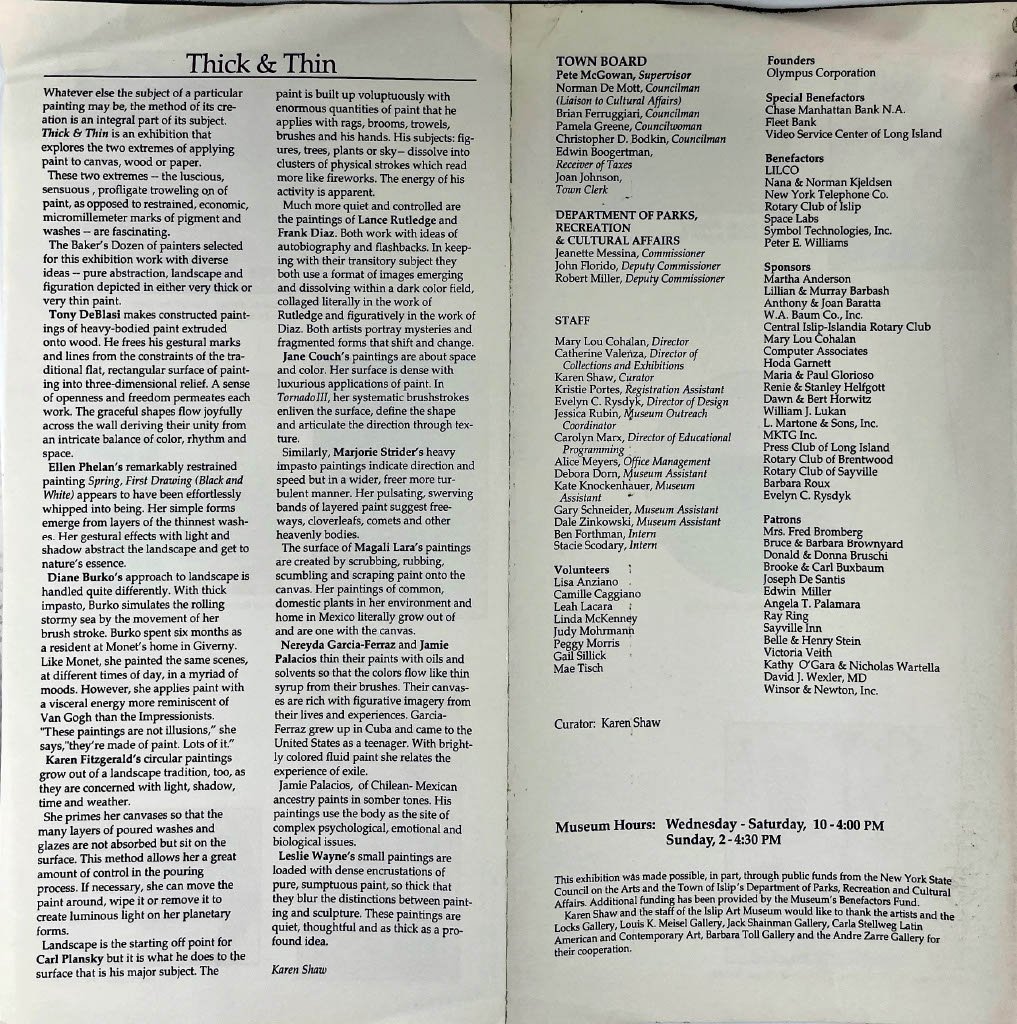 Thick & Thin
Whatever else the subject of a particular
painting may be, the method of its cre-
ation is an integral part of its subject.
Thick & Thin is an exhibition that
explores the two extremes of applying
paint to canvas, wood or paper.
These two extremes -- the luscious,
sensuous , profligate troweling on of
paint, as opposed to restrained, economic,
micromillemeter marks of pigment and
washes -- are fascinating.
The Baker's Dozen of painters selected
for this exhibition work with diverse
ideas -- pure abstraction, landscape and
figuration depicted in either very thick or
very thin paint.
Tony DeBlasi makes constructed paint-
ings of heavy-bodied paint extruded
onto wood. He frees his gestural marks
and lines from the constraints of the tra-
ditional flat, rectangular surface of paint-
ing into three-dimensional relief. A sense
of openness and freedom permeates each
work. The graceful shapes flow joyfully
across the wall deriving their unity from
an intricate balance of color, rhythm and
space.
Ellen Phelan's remarkably restrained
painting Spring, First Drawing (Black and
White) appears to have been effortlessly
whipped into being. Her simple forms
emerge from layers of the thinnest wash-
es. Her gestural effects with light and
shadow abstract the landscape and get to
nature's essence.
Diane Burko's approach to landscape is
handled quite differently. With thick
impasto, Burko simulates the rolling
stormy sea by the movement of her
brush stroke. Burko spent six months as
a resident at Monet's home in Giverny.
Like Monet, she painted the same scenes,
at different times of day, in a myriad of
moods. However, she applies paint with
a visceral energy more reminiscent of
Van Gogh than the Impressionists.
"These paintings are not illusions," she
says,"they're made of paint. Lots of it."
Karen Fitzgerald's circular paintings
grow out of a landscape tradition, too, as
they are concerned with light, shadow,
time and weather.
She primes her canvases so that the
many layers of poured washes and
glazes are not absorbed but sit on the
surface. This method allows her a great
amount of control in the pouring
process. If necessary, she can move the
paint around, wipe it or remove it to
create luminous light on her planetary
forms.
Landscape is the starting off point for
Carl Plansky but it is what he does to the
surface that is his major subject. The
paint is built up voluptuously with
enormous quantities of paint that he
applies with rags, brooms, trowels,
brushes and his hands. His subjects: fig-
ures, trees, plants or sky-- dissolve into
clusters of physical strokes which read
more like fireworks. The energy of his
activity is apparent.
Much more quiet and controlled are
the paintings of Lance Rutledge and
Frank Diaz. Both work with ideas of
autobiography and flashbacks. In keep-
ing with their transitory subject they
both use a format of images emerging
and dissolving within a dark color field,
collaged literally in the work of
Rutledge and figuratively in the work of
Diaz. Both artists portray mysteries and
fragmented forms that shift and change.
Jane Couch's paintings are about space
and color. Her surface is dense with
luxurious applications of paint. In
Tornado III, her systematic brushstrokes
enliven the surface, define the shape
and articulate the direction through tex-
ture.
Similarly, Marjorie Strider's heavy
impasto paintings indicate direction and
speed but in a wider, freer more tur-
bulent manner. Her pulsating, swerving
bands of layered paint suggest free-
ways, cloverleafs, comets and other
heavenly bodies.
The surface of Magali Lara's paintings
are created by scrubbing, rubbing,
scumbling and scraping paint onto the
canvas. Her paintings of common,
domestic plants in her environment and
home in Mexico literally grow out of
and are one with the canvas.
Nereyda Garcia-Ferraz and Jamie
Palacios thin their paints with oils and
solvents so that the colors flow like thin
syrup from their brushes. Their canvas-
es are rich with figurative imagery from
their lives and experiences. Garcia-
Ferraz grew up in Cuba and came to the
United States as a teenager. With bright-
ly colored fluid paint she relates the
experience of exile.
Jamie Palacios, of Chilean- Mexican
ancestry paints in somber tones. His
paintings use the body as the site of
complex psychological, emotional and
biological issues.
Leslie Wayne's small paintings are
loaded with dense encrustations of
pure, sumptuous paint, so thick that
they blur the distinctions between paint-
ing and sculpture. These paintings are
quiet, thoughtful and as thick as a pro-
found idea.
Karen Shaw
TOWN BOARD
Pete McGowan, Supervisor
Norman De Mott, Councilman
(Liaison to Cultural Affairs)
Brian Ferruggiari, Councilman
Pamela Greene, Councilwoman
Christopher D. Bodkin, Councilman
Edwin Boogertman,
Receiver of Taxes
Joan Johnson,
Town Clerk
DEPARTMENT OF PARKS,
RECREATION
& CULTURAL AFFAIRS
Jeanette Messina, Commissioner
John Florido, Deputy Commissioner
Robert Miller, Deputy Commissioner
STAFF
Mary Lou Cohalan, Director
Catherine Valenza, Director of
Collections and Exhibitions
Karen Shaw, Curator
Kristie Portes, Registration Assistant
Evelyn C. Rysdyk, Director of Design
Jessica Rubin, Museum Outreach
Coordinator
Carolyn Marx, Director of Educational
Programming
Alice Meyers, Office Management
Debora Dorn, Museum Assistant
Kate Knockenhauer, Museum
Assistant
Gary Schneider, Museum Assistant
Dale Zinkowski, Museum Assistant
Ben Forthman, Intern
Stacie Scodary, Intern
Volunteers
Lisa Anziano
Camille Caggiano
Leah Lacara
Linda McKenney
Judy Mohrmann
Peggy Morris
Gail Sillick
Mae Tisch
Curator: Karen Shaw
Founders
Olympus Corporation
Special Benefactors
Chase Manhattan Bank N.A.
Fleet Bank
Video Service Center of Long Island
Benefactors
LILCO
Nana & Norman Kjeldsen
New York Telephone Co.
Rotary Club of Islip
Space Labs
Symbol Technologies, Inc.
Peter E. Williams
Sponsors
Martha Anderson
Lillian & Murray Barbash
Anthony & Joan Baratta
W.A. Baum Co., Inc.
Central Islip-Islandia Rotary Club
Mary Lou Cohalan
Computer Associates
Hoda Garnett
Maria & Paul Glorioso
Renie & Stanley Helfgott
Dawn & Bert Horwitz
William J. Lukan
L. Martone & Sons, Inc.
MKTG Inc.
Press Club of Long Island
Rotary Club of Brentwood
Rotary Club of Sayville
Barbara Roux
Evelyn C. Rysdyk
Patrons
Mrs. Fred Bromberg
Bruce & Barbara Brownyard
Donald & Donna Bruschi
Brooke & Carl Buxbaum
Joseph De Santis
Edwin Miller
Angela T. Palamara
Ray Ring
Sayville Inn
Belle & Henry Stein
Victoria Veith
Kathy O'Gara & Nicholas Wartella
David J. Wexler, MD
Winsor & Newton, Inc.
Museum Hours: Wednesday - Saturday, 10 - 4:00 PM
Sunday, 2 - 4:30 PM
This exhibition was made possible, in part, through public funds from the New York State
Council on the Arts and the Town of Islip's Department of Parks, Recreation and Cultural
Affairs. Additional funding has been provided by the Museum's Benefactors Fund.
Karen Shaw and the staff of the Islip Art Museum would like to thank the artists and the
Locks Gallery, Louis K. Meisel Gallery, Jack Shainman Gallery, Carla Stellweg Latin
American and Contemporary Art, Barbara Toll Gallery and the Andre Zarre Gallery for
their cooperation.